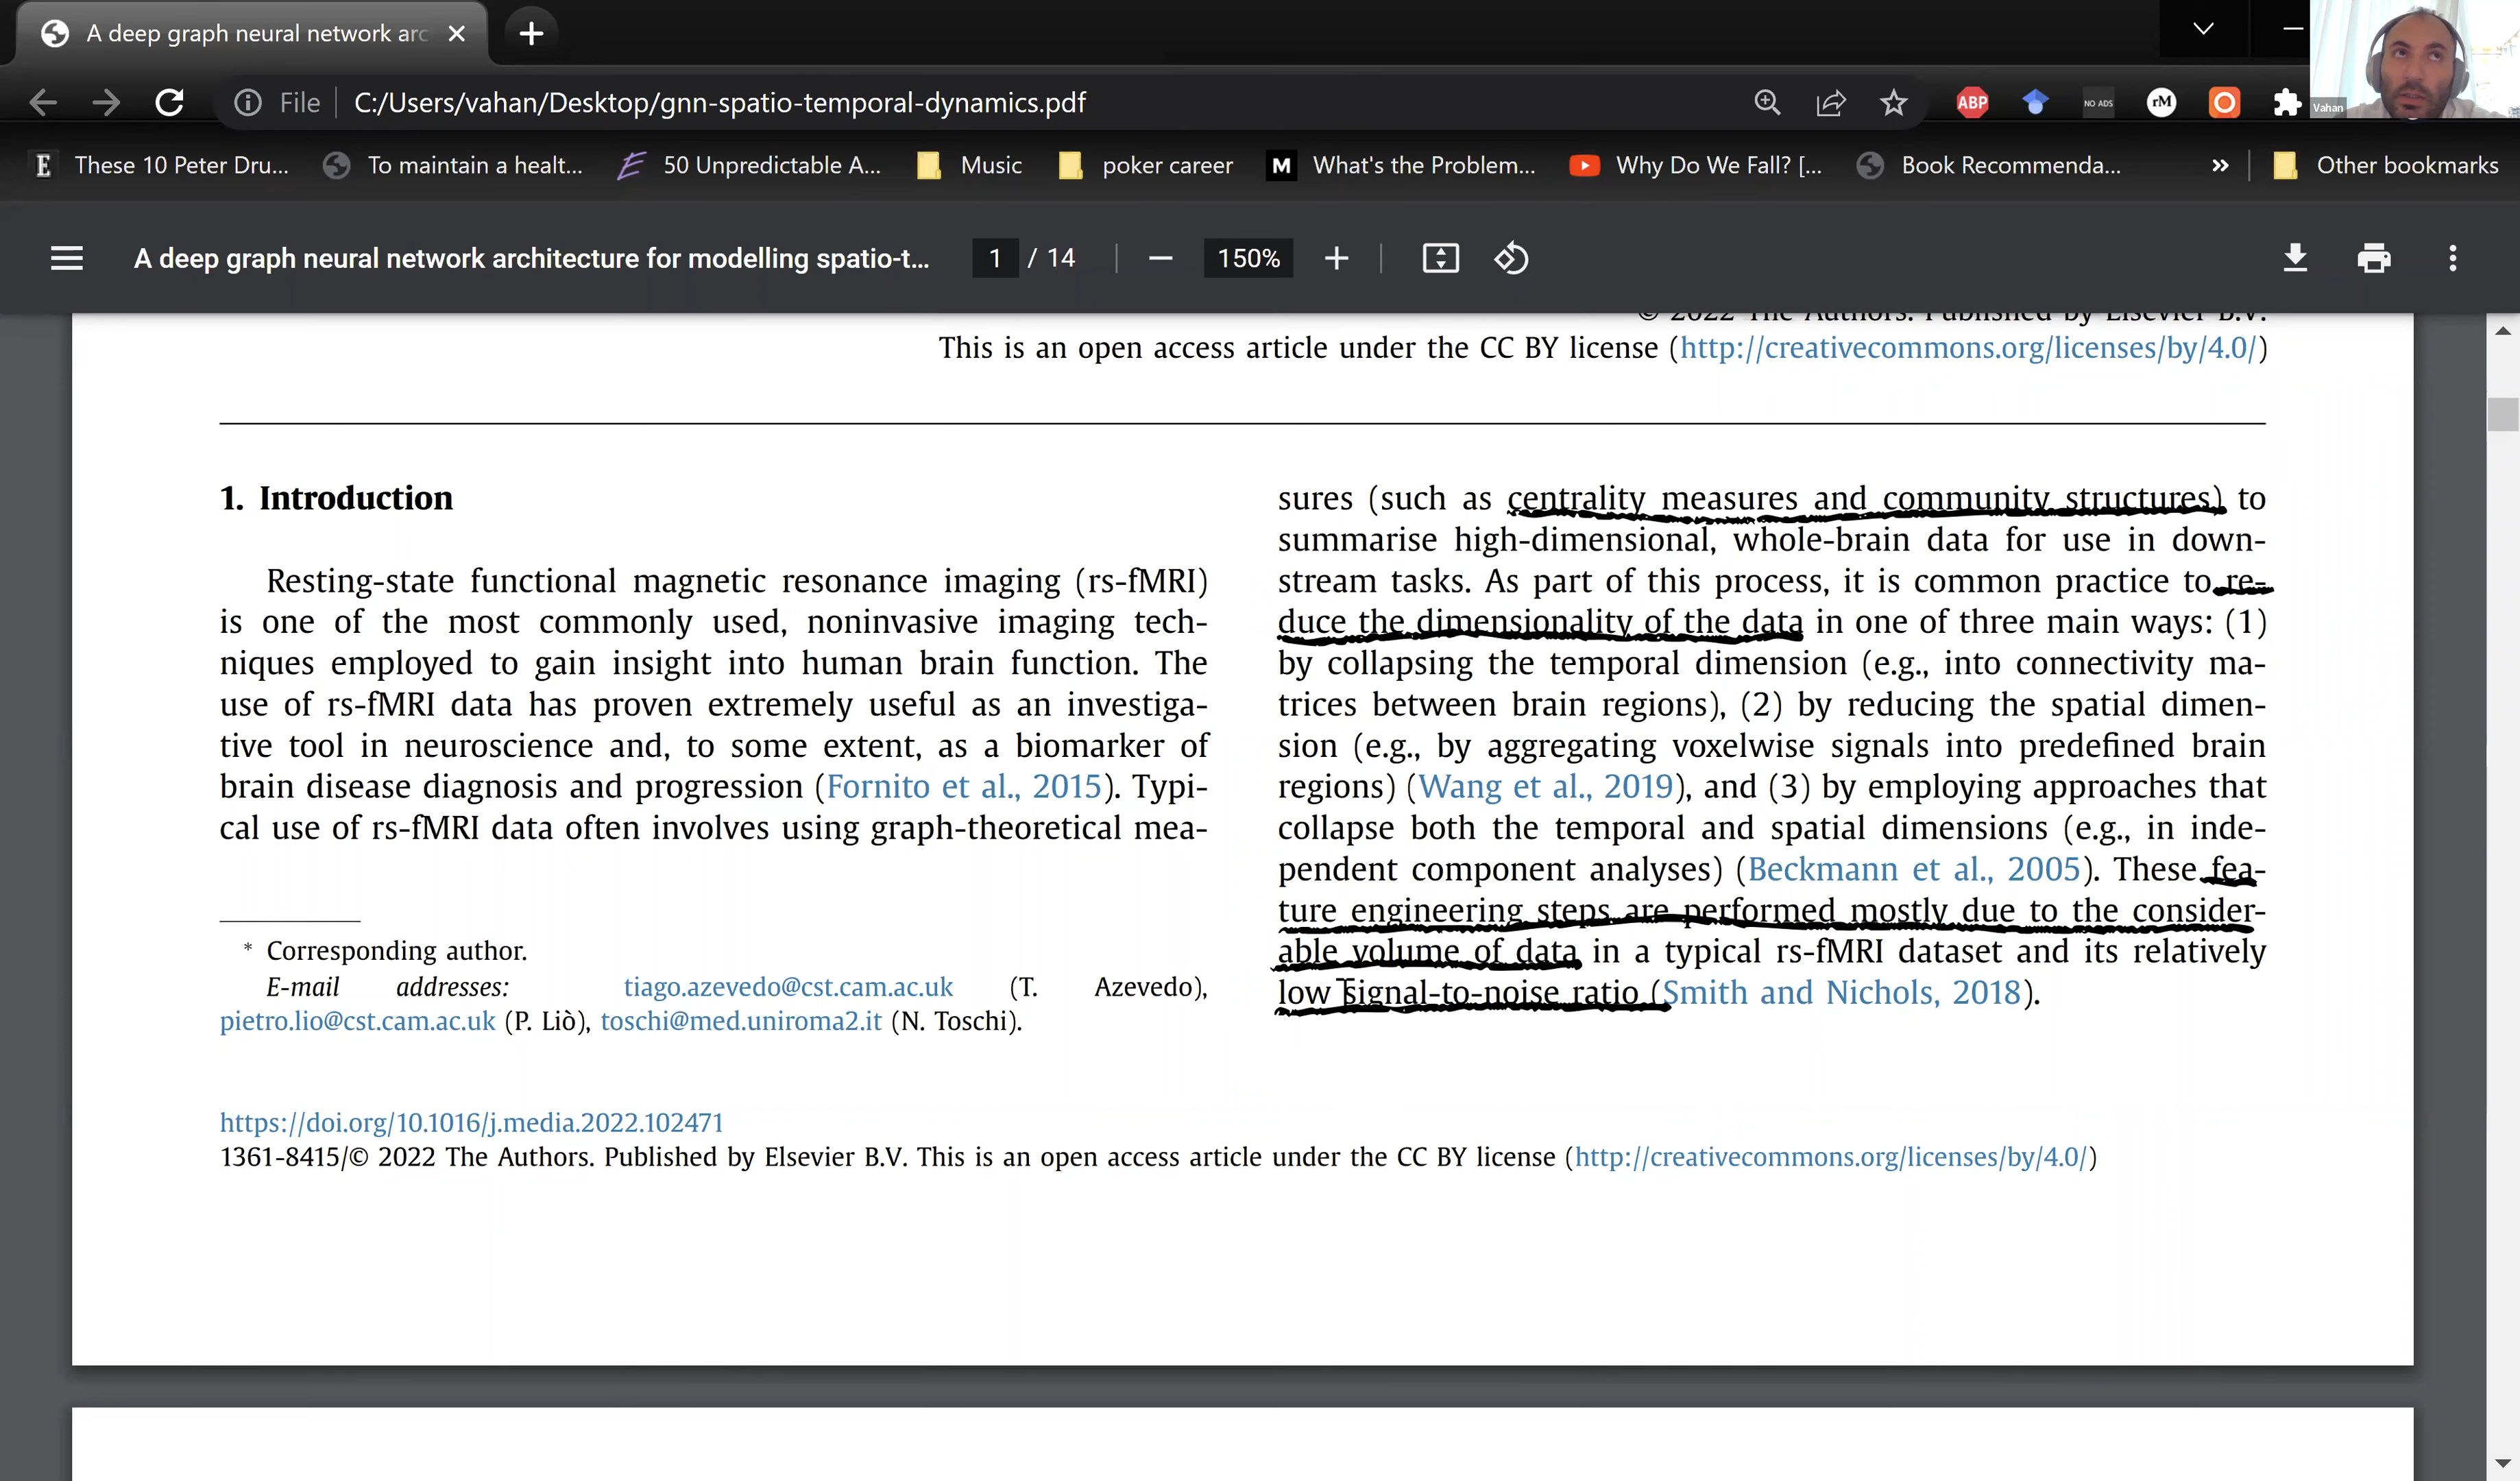 A deep graph neural network arc
File
C:/Users/vahan/Desktop/gnn-spatio-temporal-dynamics.pdf
ABP
NO ADS
rM
Vahan
E These 10 Peter Dru...
To maintain a healt...
50 Unpredictable A...
Music
poker career
M What's the Problem...
Why Do We Fall? [...
Book Recommenda...
»
Other bookmarks
A deep graph neural network architecture for modelling spatio-t...
1 / 14
150%
© 2022 The Authors. Published by Elsevier B.V.
This is an open access article under the CC BY license (http://creativecommons.org/licenses/by/4.0/)
1. Introduction
Resting-state functional magnetic resonance imaging (rs-fMRI)
is one of the most commonly used, noninvasive imaging tech-
niques employed to gain insight into human brain function. The
use of rs-fMRI data has proven extremely useful as an investiga-
tive tool in neuroscience and, to some extent, as a biomarker of
brain disease diagnosis and progression (Fornito et al., 2015). Typi-
cal use of rs-fMRI data often involves using graph-theoretical mea-
* Corresponding author.
E-mail addresses: tiago.azevedo@cst.cam.ac.uk (T. Azevedo),
pietro.lio@cst.cam.ac.uk (P. Liò), toschi@med.uniroma2.it (N. Toschi).
sures (such as centrality measures and community structures) to
summarise high-dimensional, whole-brain data for use in down-
stream tasks. As part of this process, it is common practice to re-
duce the dimensionality of the data in one of three main ways: (1)
by collapsing the temporal dimension (e.g., into connectivity ma-
trices between brain regions), (2) by reducing the spatial dimen-
sion (e.g., by aggregating voxelwise signals into predefined brain
regions) (Wang et al., 2019), and (3) by employing approaches that
collapse both the temporal and spatial dimensions (e.g., in inde-
pendent component analyses) (Beckmann et al., 2005). These fea-
ture engineering steps are performed mostly due to the consider-
able volume of data in a typical rs-fMRI dataset and its relatively
low signal-to-noise ratio (Smith and Nichols, 2018).
https://doi.org/10.1016/j.media.2022.102471
1361-8415/© 2022 The Authors. Published by Elsevier B.V. This is an open access article under the CC BY license (http://creativecommons.org/licenses/by/4.0/)